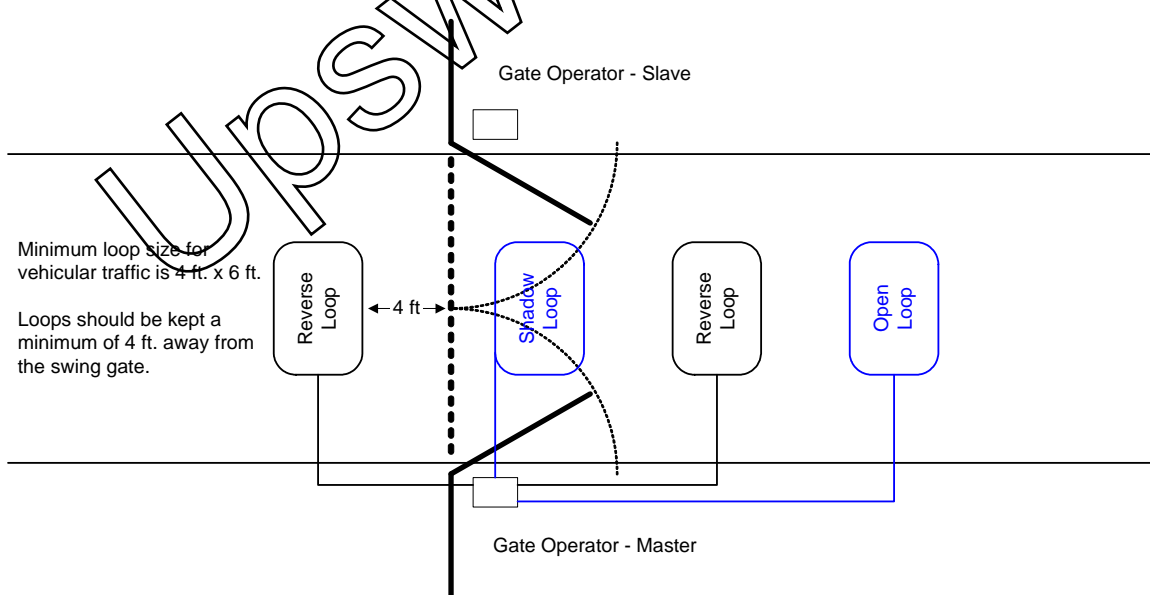 Gate Operator - Slave
Minimum loop size for
vehicular traffic is 4 ft. x 6 ft.
Loops should be kept a
minimum of 4 ft. away from
the swing gate.
Reverse
Loop
4 ft
Shadow
Loop
Reverse
Loop
Open
Loop
Gate Operator - Master